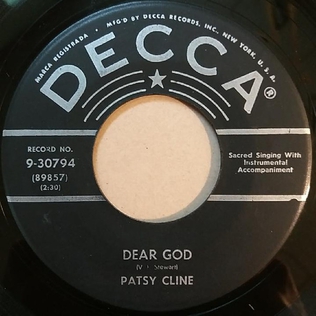 MARCA REGISTRADA • MFG'D BY DECCA RECORDS, INC., NEW YORK, U.S.A.
DECCA®
RECORD NO.
9-30794
(89857)
(2:30)
Sacred Singing With
Instrumental
Accompaniment
DEAR GOD
Stewart)
PATSY CLINE